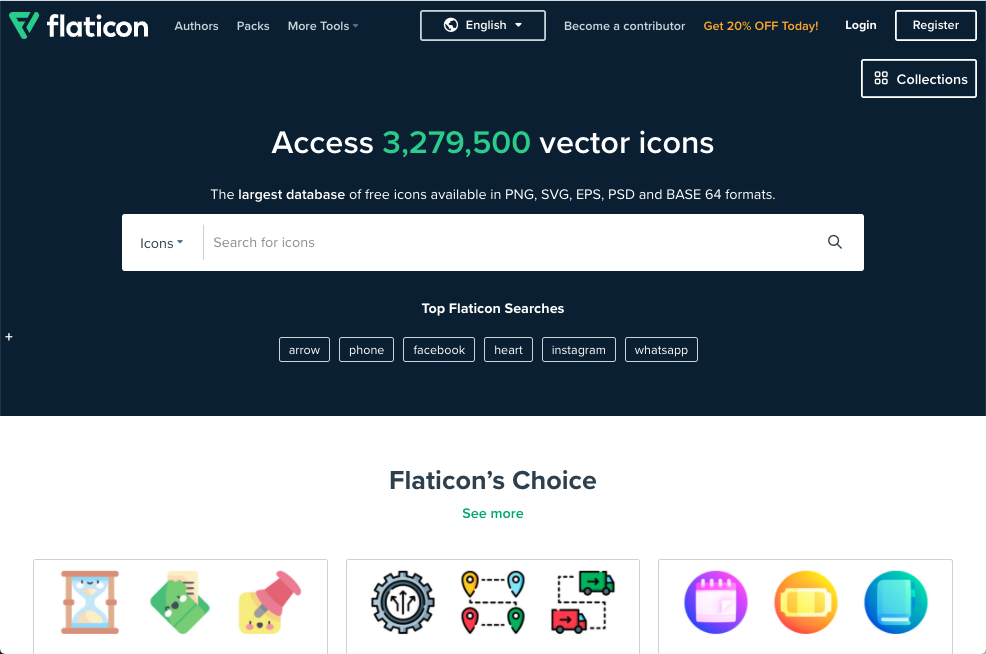 flaticon Authors Packs More Tools English Become a contributor Get 20% OFF Today! Login Register
Collections
Access 3,279,500 vector icons
The largest database of free icons available in PNG, SVG, EPS, PSD and BASE 64 formats.
Icons Search for icons
Top Flaticon Searches
+
arrow phone facebook heart instagram whatsapp
Flaticon’s Choice
See more